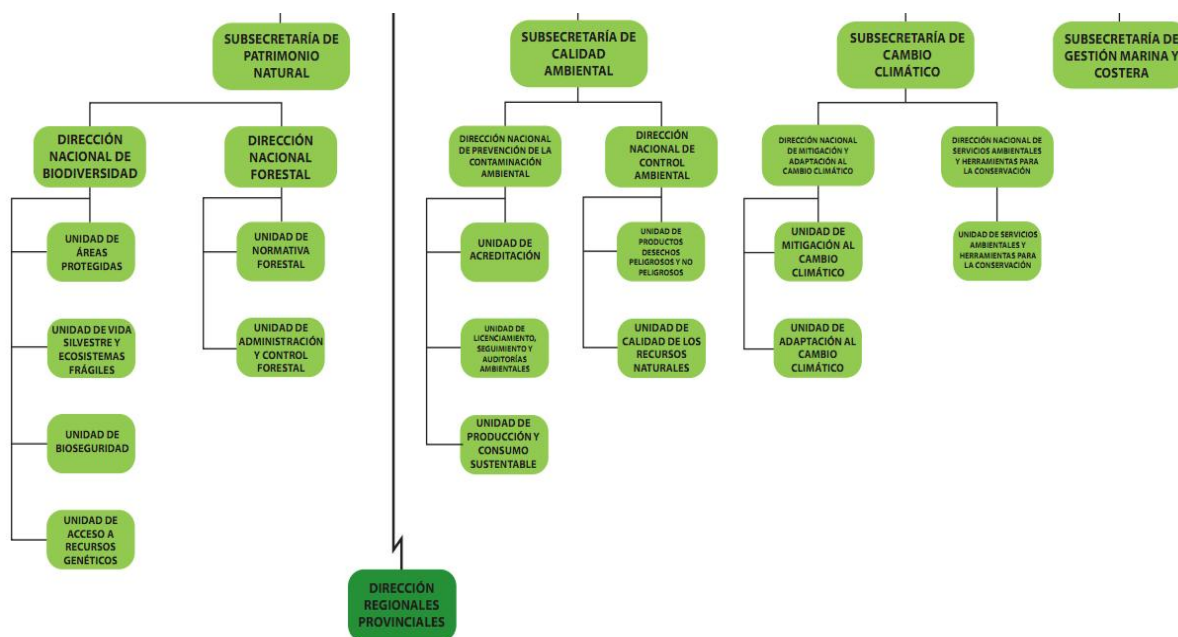 SUBSECRETARÍA DE
PATRIMONIO
NATURAL
SUBSECRETARÍA DE
CALIDAD
AMBIENTAL
SUBSECRETARÍA DE
CAMBIO
CLIMÁTICO
SUBSECRETARÍA DE
GESTIÓN MARINA Y
COSTERA
DIRECCIÓN
NACIONAL DE
BIODIVERSIDAD
DIRECCIÓN
NACIONAL
FORESTAL
DIRECCIÓN NACIONAL
DE PREVENCIÓN DE LA
CONTAMINACIÓN
AMBIENTAL
DIRECCIÓN
NACIONAL DE
CONTROL
AMBIENTAL
DIRECCIÓN NACIONAL
DE MITIGACIÓN Y
ADAPTACIÓN AL
CAMBIO CLIMÁTICO
DIRECCIÓN NACIONAL DE
SERVICIOS AMBIENTALES
Y HERRAMIENTAS PARA
LA CONSERVACIÓN
UNIDAD DE
ÁREAS
PROTEGIDAS
UNIDAD DE
NORMATIVA
FORESTAL
UNIDAD DE
ACREDITACIÓN
UNIDAD DE
PRODUCTOS
DESECHOS
PELIGROSOS Y NO
PELIGROSOS
UNIDAD DE
MITIGACIÓN AL
CAMBIO
CLIMÁTICO
UNIDAD DE SERVICIOS
AMBIENTALES Y
HERRAMIENTAS PARA
LA CONSERVACIÓN
UNIDAD DE VIDA
SILVESTRE Y
ECOSISTEMAS
FRÁGILES
UNIDAD DE
ADMINISTRACIÓN
Y CONTROL
FORESTAL
UNIDAD DE
LICENCIAMIENTO,
SEGUIMIENTO Y
AUDITORÍAS
AMBIENTALES
UNIDAD DE
CALIDAD DE LOS
RECURSOS
NATURALES
UNIDAD DE
ADAPTACIÓN AL
CAMBIO
CLIMÁTICO
UNIDAD DE
BIOSEGURIDAD
UNIDAD DE
PRODUCCIÓN Y
CONSUMO
SUSTENTABLE
UNIDAD DE
ACCESO A
RECURSOS
GENÉTICOS
DIRECCIÓN
REGIONALES
PROVINCIALES